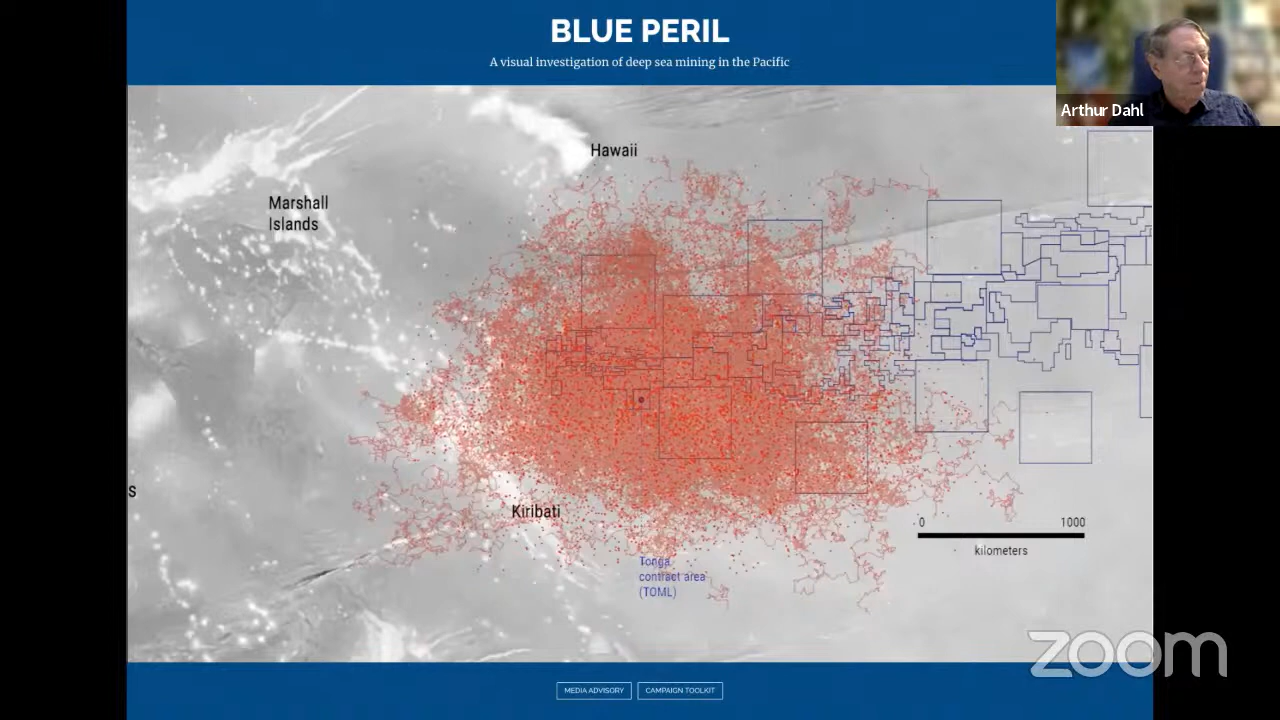 BLUE PERIL
A visual investigation of deep sea mining in the Pacific
Arthur Dahl
Hawaii
Marshall
Islands
S
Kiribati
0 1000
kilometers
Tonga
contract area
(TOML)
zoom
MEDIA ADVISORY CAMPAIGN TOOLKIT